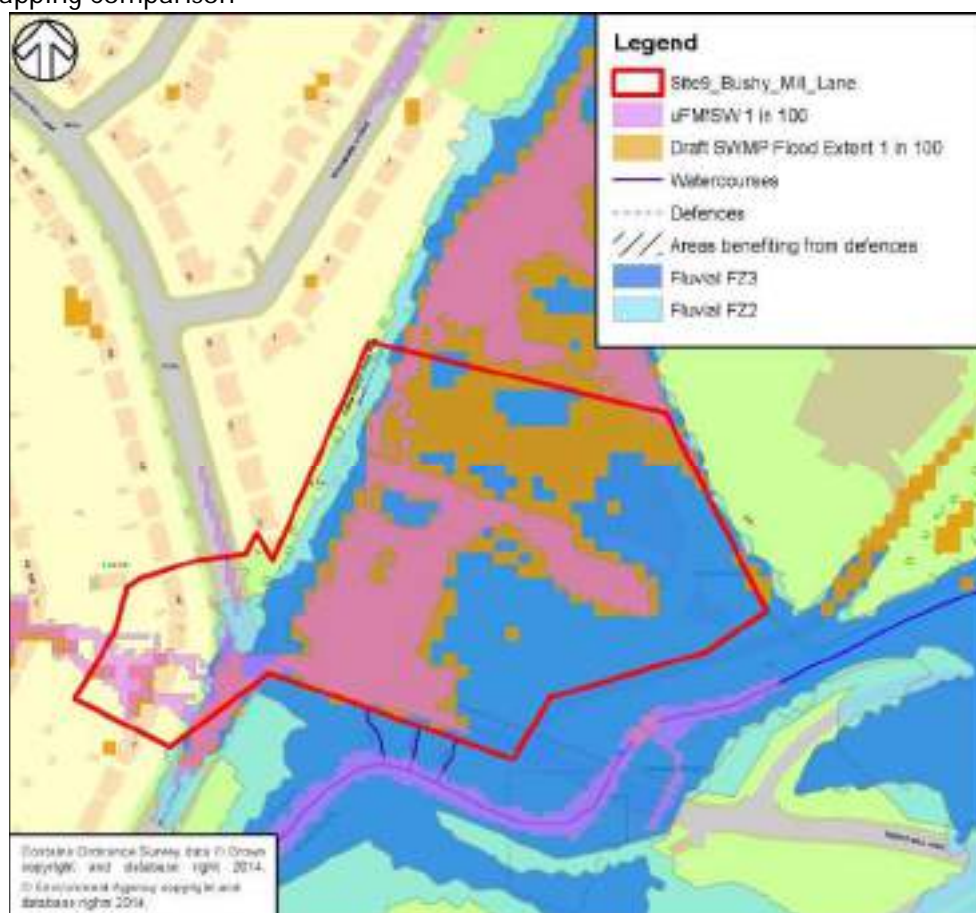 apping comparison
Legend
Site9_Bushy_Mill_Lane
uFMfSW 1 in 100
Draft SWMP Flood Extent 1 in 100
Watercourses
Defences
Areas benefiting from defences
Fluvial FZ3
Fluvial FZ2
Contains Ordnance Survey data © Crown
copyright and database right 2014.
© Environment Agency copyright and
database rights 2014.